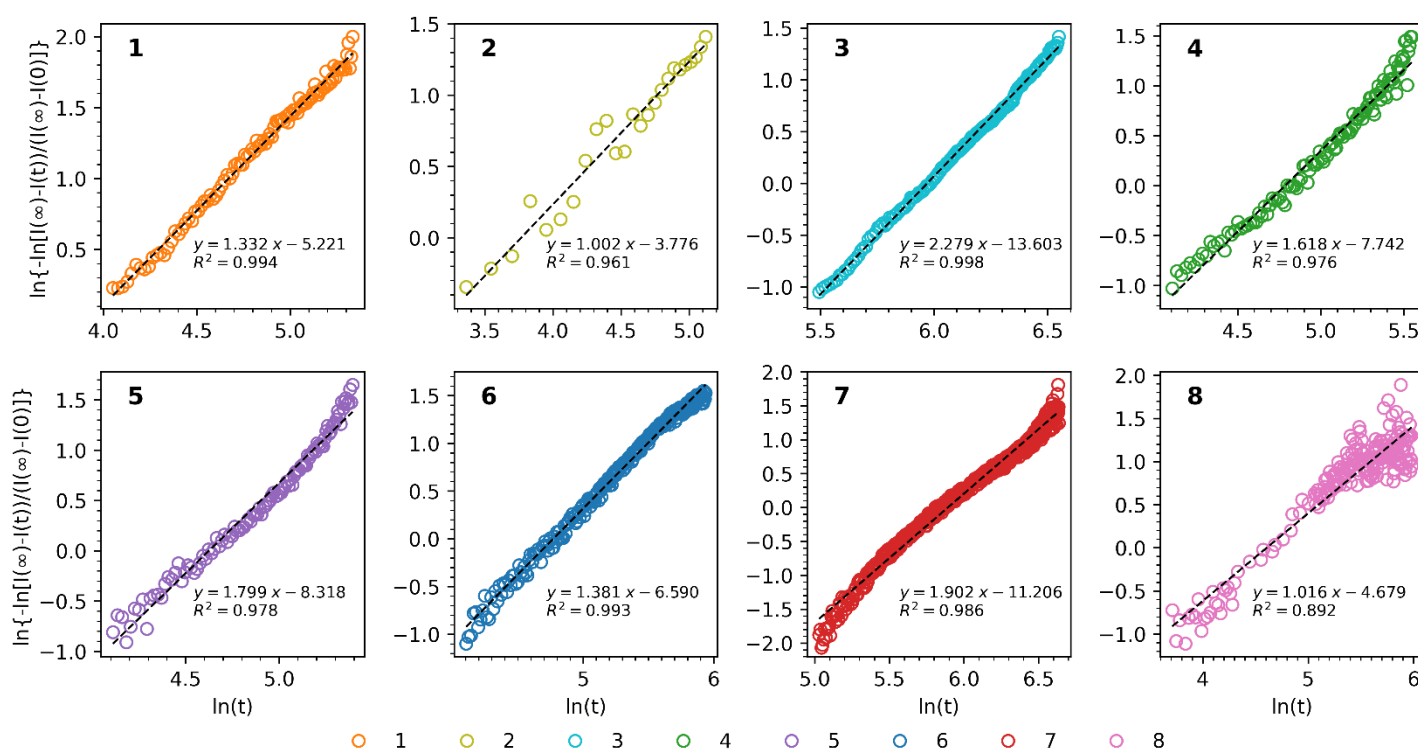 1
2
3
4
ln{-ln[I(∞)-I(t))/(I(∞)-I(0)]}
2.0
1.5
1.0
0.5
4.0 4.5 5.0
y = 1.332 x − 5.221
R² = 0.994
1.5
1.0
0.5
0.0
3.5 4.0 4.5 5.0
y = 1.002 x − 3.776
R² = 0.961
1.5
1.0
0.5
0.0
−0.5
−1.0
5.5 6.0 6.5
y = 2.279 x − 13.603
R² = 0.998
1.5
1.0
0.5
0.0
−0.5
−1.0
4.5 5.0 5.5
y = 1.618 x − 7.742
R² = 0.976
5
6
7
8
ln{-ln[I(∞)-I(t))/(I(∞)-I(0)]}
1.5
1.0
0.5
0.0
−0.5
−1.0
4.5 5.0
y = 1.799 x − 8.318
R² = 0.978
ln(t)
1.5
1.0
0.5
0.0
−0.5
−1.0
5 6
y = 1.381 x − 6.590
R² = 0.993
ln(t)
2.0
1.5
1.0
0.5
0.0
−0.5
−1.0
−1.5
−2.0
5.0 5.5 6.0 6.5
y = 1.902 x − 11.206
R² = 0.986
ln(t)
2.0
1.5
1.0
0.5
0.0
−0.5
−1.0
4 5 6
y = 1.016 x − 4.679
R² = 0.892
ln(t)
1 2 3 4 5 6 7 8